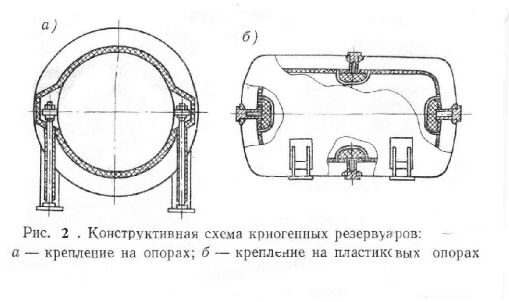 а)
б)
Рис. 2 . Конструктивная схема криогенных резервуаров: —
а — крепление на опорах; б — крепление на пластиковых опорах